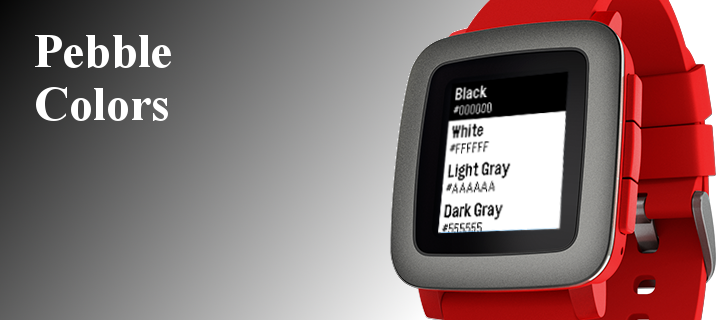 Pebble
Colors
Black
#000000
White
#FFFFFF
Light Gray
#AAAAAA
Dark Gray
#555555